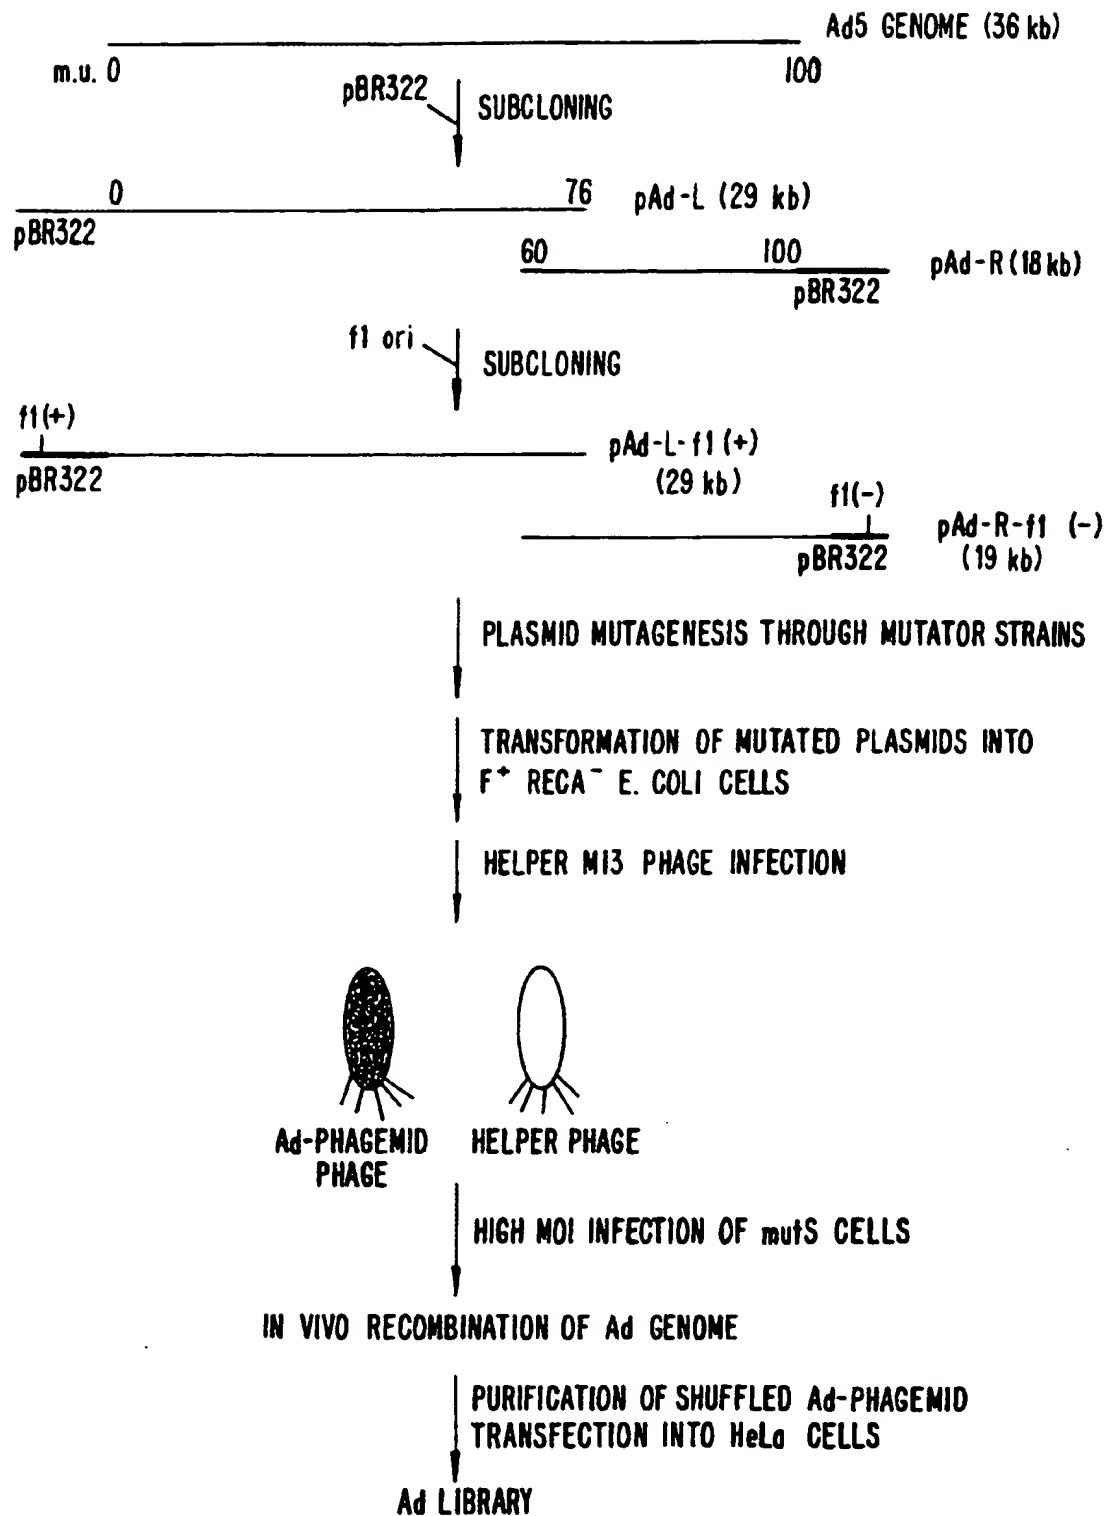 Ad5 GENOME (36 kb)
m.u. 0
100
pBR322
SUBCLONING
0
76
pAd-L (29 kb)
pBR322
60
100
pAd-R (18 kb)
pBR322
f1 ori
SUBCLONING
f1(+)
pBR322
pAd-L-f1 (+)
(29 kb)
f1(-)
pAd-R-f1 (-)
(19 kb)
pBR322
PLASMID MUTAGENESIS THROUGH MUTATOR STRAINS
TRANSFORMATION OF MUTATED PLASMIDS INTO
F+ RECA- E. COLI CELLS
HELPER M13 PHAGE INFECTION
Ad-PHAGEMID
PHAGE
HELPER PHAGE
HIGH MOI INFECTION OF mutS CELLS
IN VIVO RECOMBINATION OF Ad GENOME
PURIFICATION OF SHUFFLED Ad-PHAGEMID
TRANSFECTION INTO HeLa CELLS
Ad LIBRARY